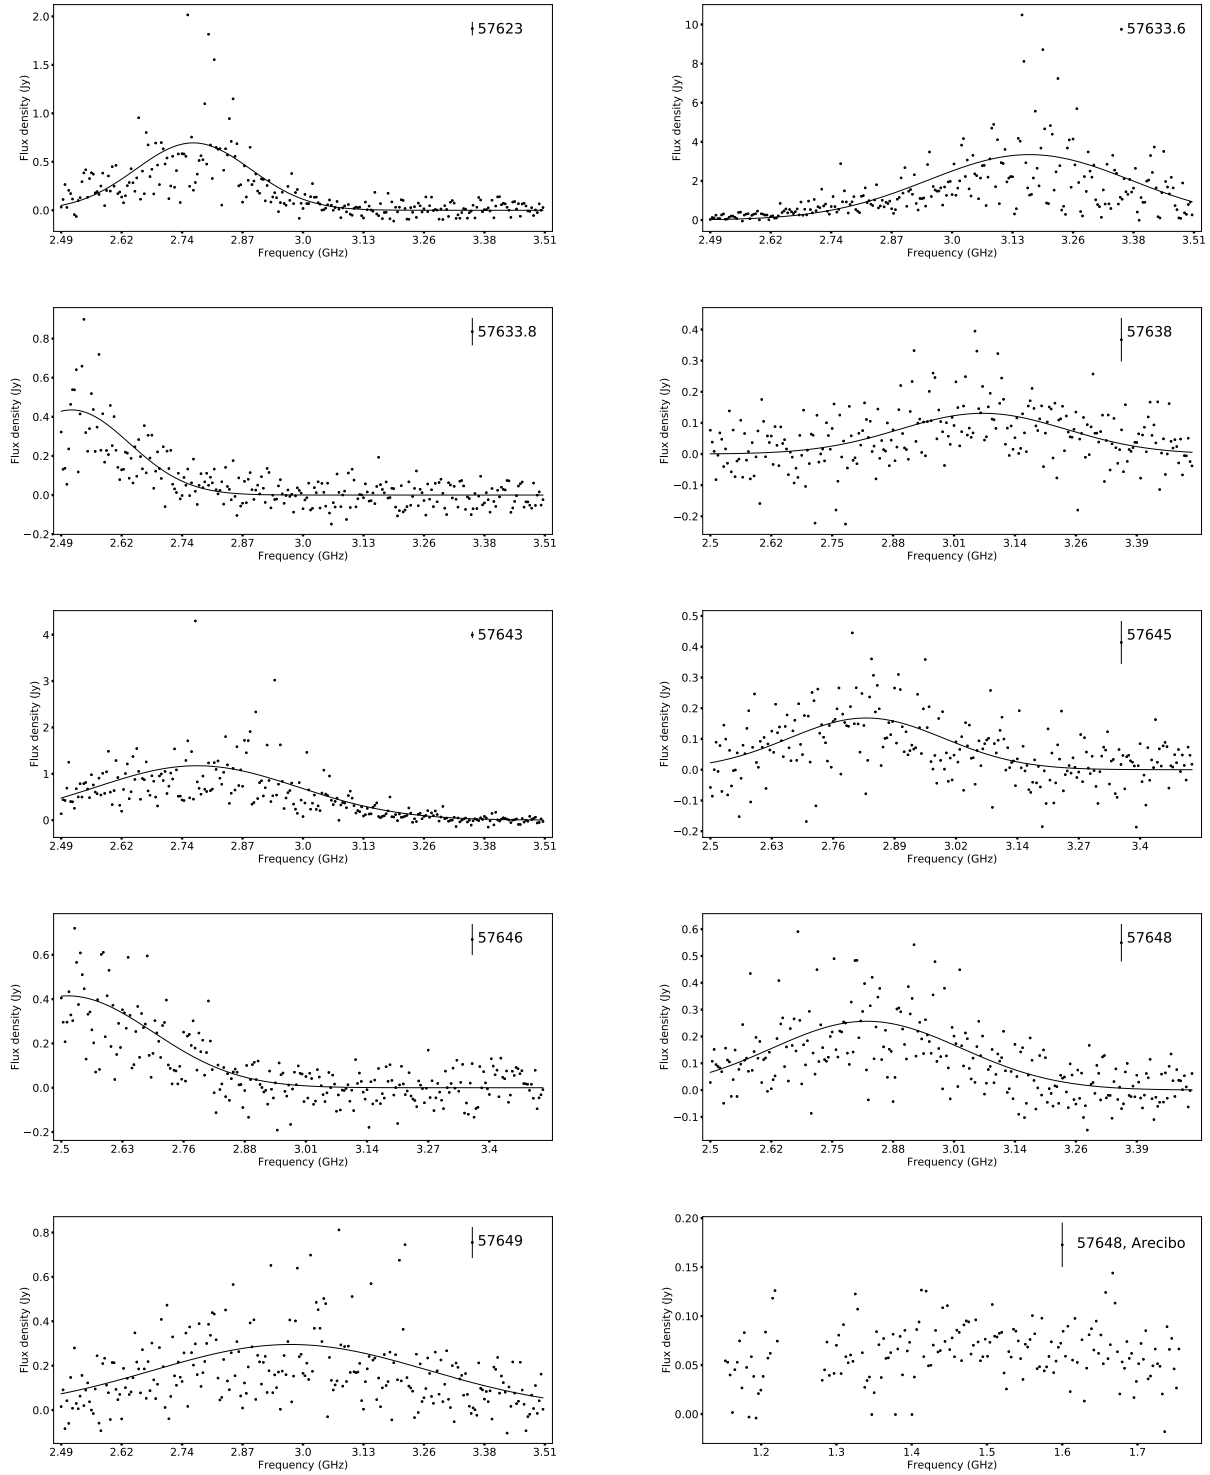 57623
Flux density (Jy)
2.0
1.5
1.0
0.5
0.0
2.49 2.62 2.74 2.87 3.0 3.13 3.26 3.38 3.51
Frequency (GHz)
57633.6
Flux density (Jy)
10
8
6
4
2
0
2.49 2.62 2.74 2.87 3.0 3.13 3.26 3.38 3.51
Frequency (GHz)
57633.8
Flux density (Jy)
0.8
0.6
0.4
0.2
0.0
−0.2
2.49 2.62 2.74 2.87 3.0 3.13 3.26 3.38 3.51
Frequency (GHz)
57638
Flux density (Jy)
0.4
0.3
0.2
0.1
0.0
−0.1
−0.2
2.5 2.62 2.75 2.88 3.01 3.14 3.26 3.39
Frequency (GHz)
57643
Flux density (Jy)
4
3
2
1
0
2.49 2.62 2.74 2.87 3.0 3.13 3.26 3.38 3.51
Frequency (GHz)
57645
Flux density (Jy)
0.5
0.4
0.3
0.2
0.1
0.0
−0.1
−0.2
2.5 2.63 2.76 2.89 3.02 3.14 3.27 3.4
Frequency (GHz)
57646
Flux density (Jy)
0.6
0.4
0.2
0.0
−0.2
2.5 2.63 2.76 2.88 3.01 3.14 3.27 3.4
Frequency (GHz)
57648
Flux density (Jy)
0.6
0.5
0.4
0.3
0.2
0.1
0.0
−0.1
2.5 2.62 2.75 2.88 3.01 3.14 3.26 3.39
Frequency (GHz)
57649
Flux density (Jy)
0.8
0.6
0.4
0.2
0.0
2.49 2.62 2.74 2.87 3.0 3.13 3.26 3.38 3.51
Frequency (GHz)
57648, Arecibo
Flux density (Jy)
0.20
0.15
0.10
0.05
0.00
1.2 1.3 1.4 1.5 1.6 1.7
Frequency (GHz)